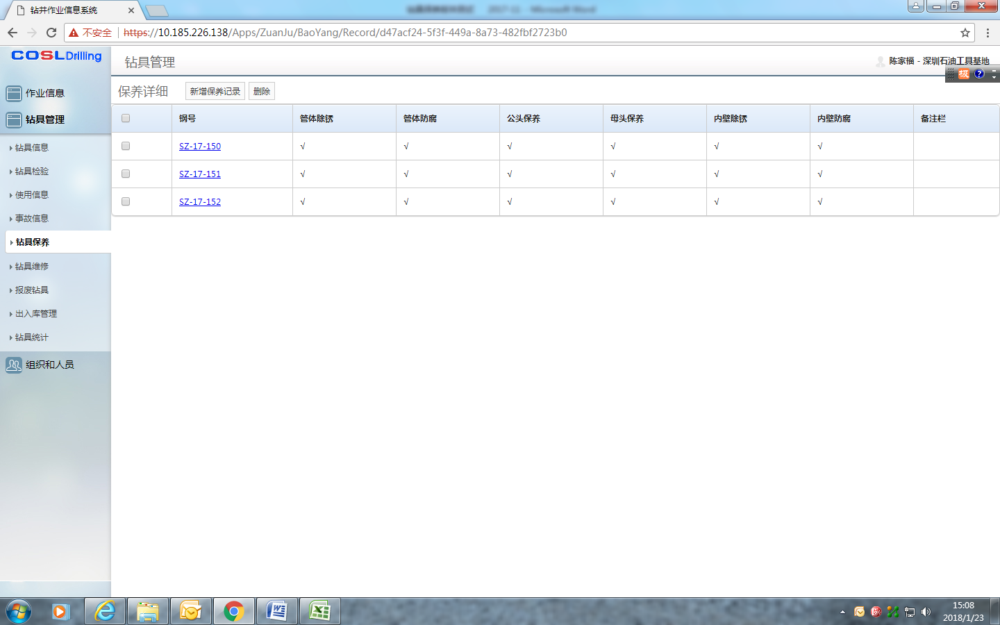 钻井作业信息系统
不安全 https://10.185.226.138/Apps/ZuanJu/BaoYang/Record/d47acf24-5f3f-449a-8a73-482fbf2723b0
COSL Drilling
钻具管理
陈家福 - 深圳石油工具基地
极
作业信息
钻具管理
钻具信息
钻具检验
使用信息
事故信息
钻具保养
钻具维修
报废钻具
出入库管理
钻具统计
组织和人员
保养详细 新增保养记录 删除
钢号 管体除锈 管体防腐 公头保养 母头保养 内壁除锈 内壁防腐 备注栏
SZ-17-150 √ √ √ √ √ √
SZ-17-151 √ √ √ √ √ √
SZ-17-152 √ √ √ √ √ √
15:08
2018/1/23